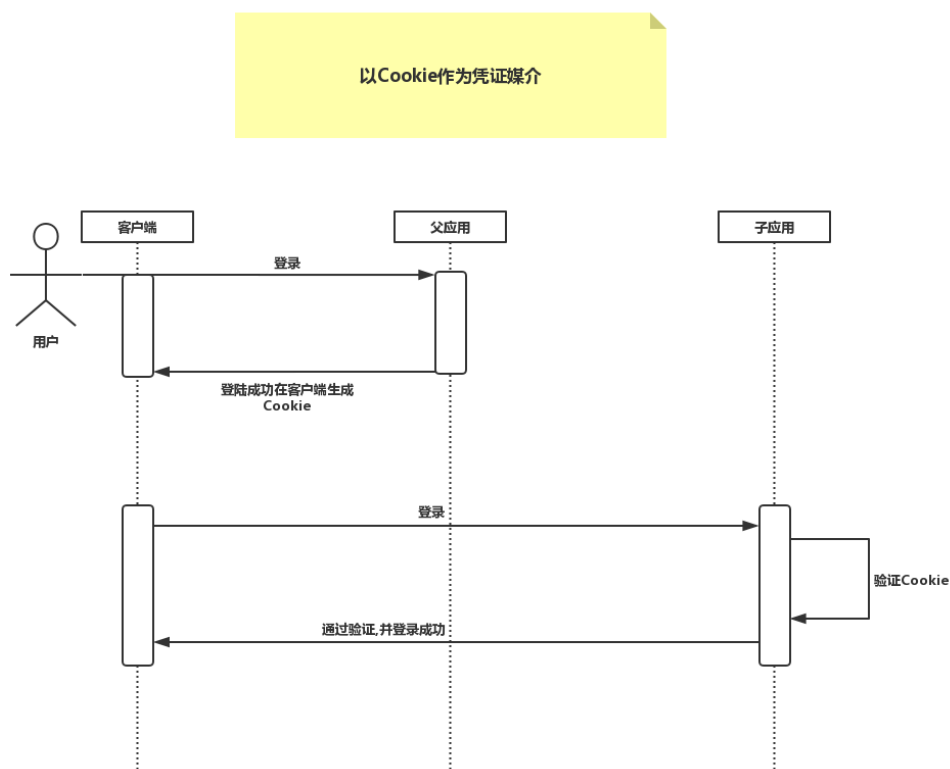 以Cookie作为凭证媒介
客户端
父应用
子应用
登录
用户
登陆成功在客户端生成
Cookie
登录
验证Cookie
通过验证,并登录成功